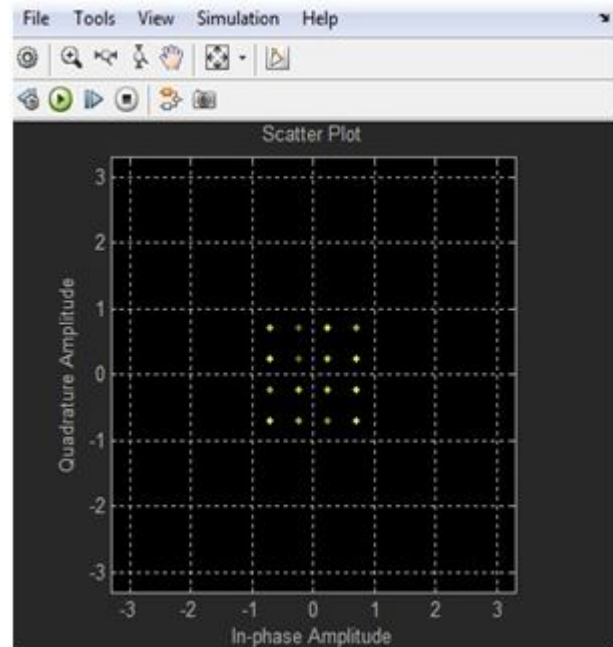 File Tools View Simulation Help
Scatter Plot
3
2
1
0
-1
-2
-3
Quadrature Amplitude
-3 -2 -1 0 1 2 3
In-phase Amplitude